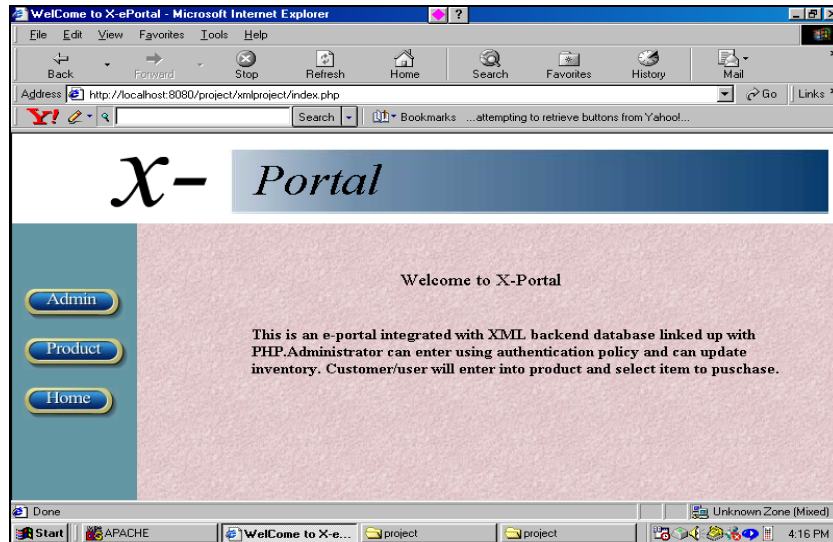 WelCome to X-ePortal - Microsoft Internet Explorer
?
File Edit View Favorites Tools Help
Back Forward Stop Refresh Home Search Favorites History Mail
Address http://localhost:8080/project/xmlproject/index.php Go Links
Y! Search Bookmarks ...attempting to retrieve buttons from Yahoo!...
X- Portal
Welcome to X-Portal
Admin
Product
Home
This is an e-portal integrated with XML backend database linked up with
PHP.Administrator can enter using authentication policy and can update
inventory. Customer/user will enter into product and select item to puschase.
Done Unknown Zone (Mixed)
Start APACHE WelCome to X-e... project project 4:16 PM